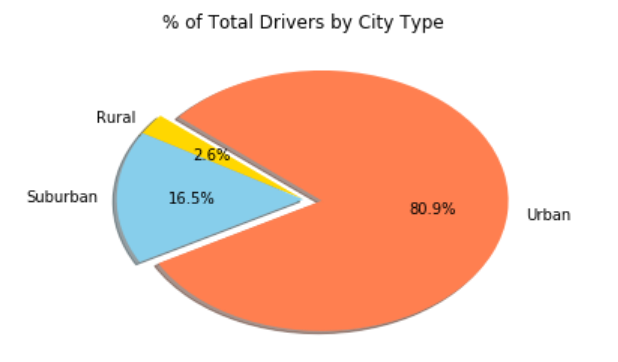 % of Total Drivers by City Type
Rural
2.6%
Suburban
16.5%
80.9%
Urban